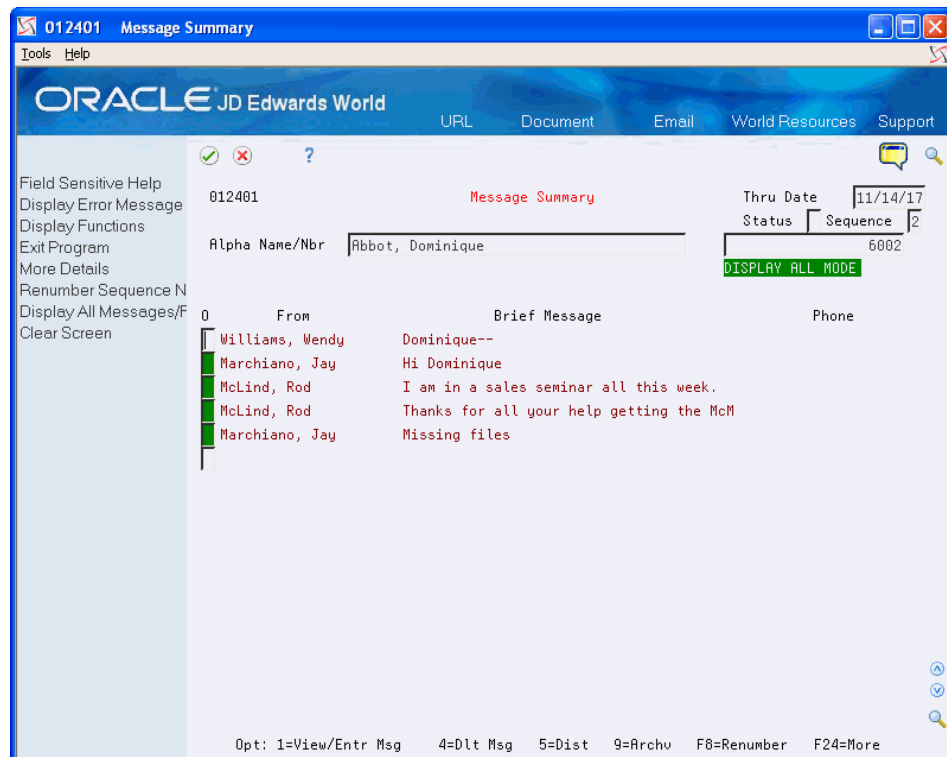 012401 Message Summary
Tools Help
ORACLE JD Edwards World
URL Document Email World Resources Support
?
Field Sensitive Help
Display Error Message
Display Functions
Exit Program
More Details
Renumber Sequence N
Display All Messages/F
Clear Screen
012401 Message Summary Thru Date 11/14/17
Status Sequence 2
Alpha Name/Nbr Abbot, Dominique 6002
DISPLAY ALL MODE
O From Brief Message Phone
Williams, Wendy Dominique--
Marchiano, Jay Hi Dominique
McLind, Rod I am in a sales seminar all this week.
McLind, Rod Thanks for all your help getting the McM
Marchiano, Jay Missing files
Opt: 1=View/Entr Msg 4=Dlt Msg 5=Dist 9=Archv F8=Renumber F24=More